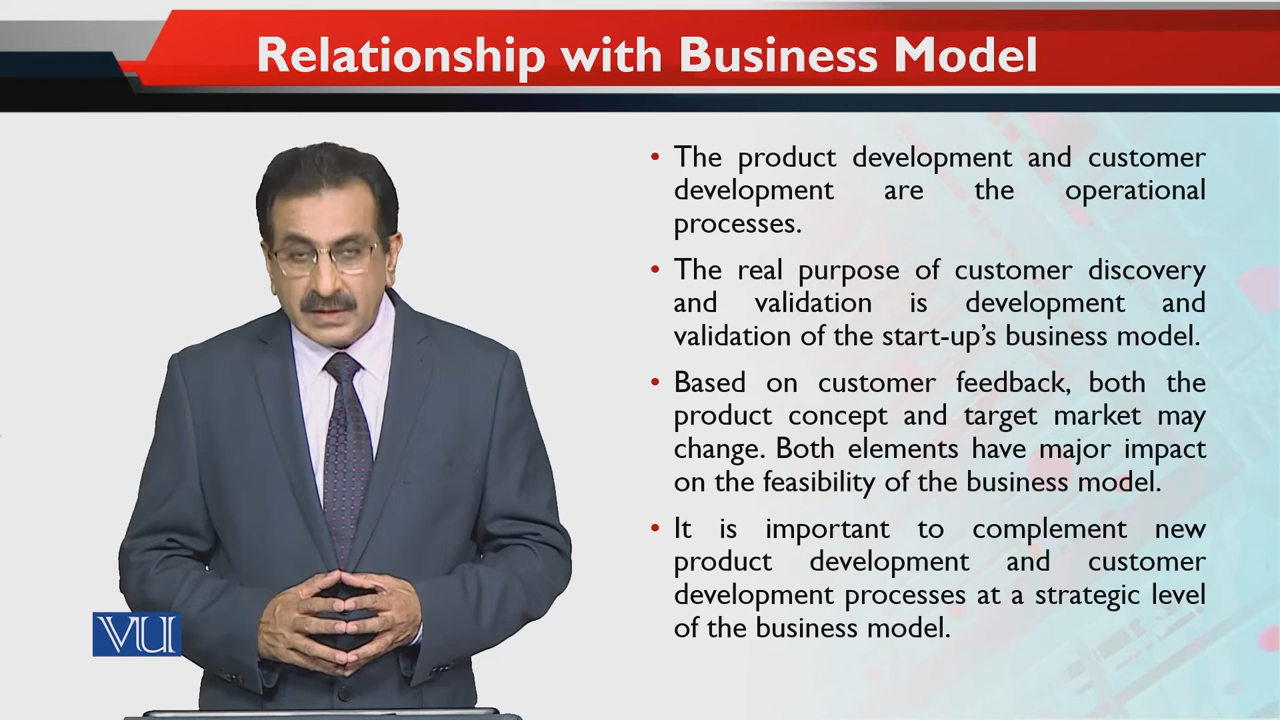 Relationship with Business Model
• The product development and customer
development are the operational
processes.
• The real purpose of customer discovery
and validation is development and
validation of the start-up’s business model.
• Based on customer feedback, both the
product concept and target market may
change. Both elements have major impact
on the feasibility of the business model.
• It is important to complement new
product development and customer
development processes at a strategic level
of the business model.
VU